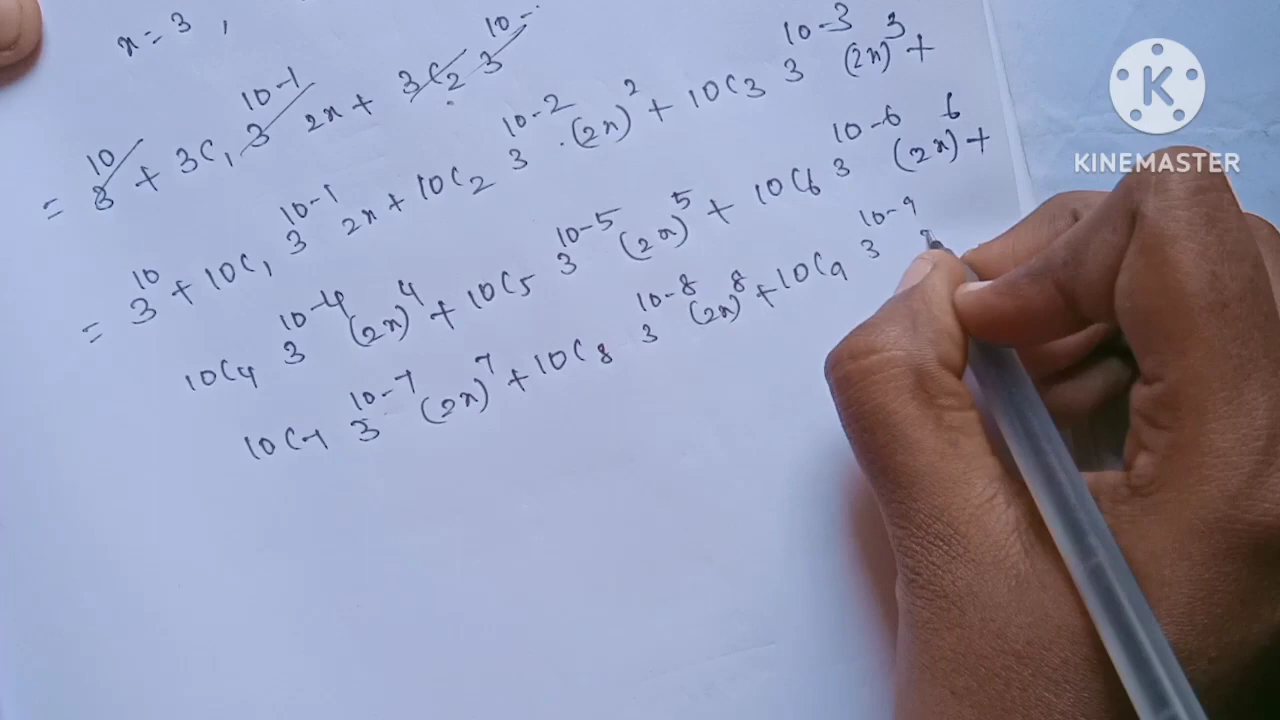 x = 3 ,
= 3^10 + 3C1 3^10-1 2x + 3C2 3^10-
= 3^10 + 10C1 3^10-1 2x + 10C2 3^10-2 . (2x)^2 + 10C3 3^10-3 (2x)^3 +
10C4 3^10-4 (2x)^4 + 10C5 3^10-5 (2x)^5 + 10C6 3^10-6 (2x)^6 +
10C7 3^10-7 (2x)^7 + 10C8 3^10-8 (2x)^8 + 10C9 3^10-9
K
KINEMASTER